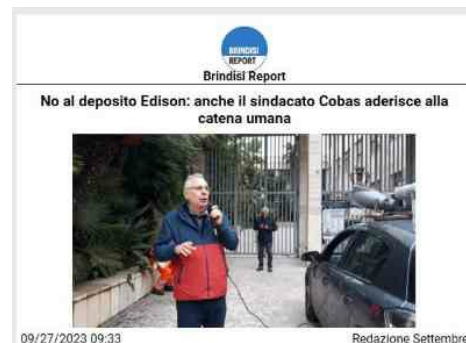 BRINDISI
REPORT
Brindisi Report
No al deposito Edison: anche il sindacato Cobas aderisce alla
catena umana
09/27/2023 09:33
Redazione Settembre